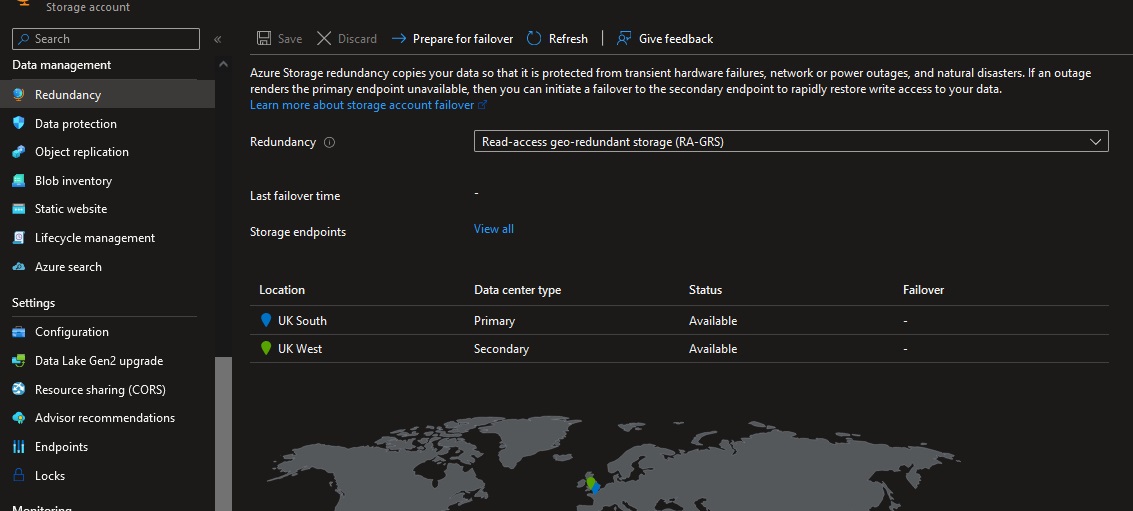 Storage account
Search
«
Data management
Redundancy
Data protection
Object replication
Blob inventory
Static website
Lifecycle management
Azure search
Settings
Configuration
Data Lake Gen2 upgrade
Resource sharing (CORS)
Advisor recommendations
Endpoints
Locks
Monitoring
Save
Discard
Prepare for failover
Refresh
Give feedback
Azure Storage redundancy copies your data so that it is protected from transient hardware failures, network or power outages, and natural disasters. If an outage
renders the primary endpoint unavailable, then you can initiate a failover to the secondary endpoint to rapidly restore write access to your data.
Learn more about storage account failover
Redundancy
Read-access geo-redundant storage (RA-GRS)
Last failover time -
Storage endpoints View all
Location Data center type Status Failover
UK South Primary Available -
UK West Secondary Available -